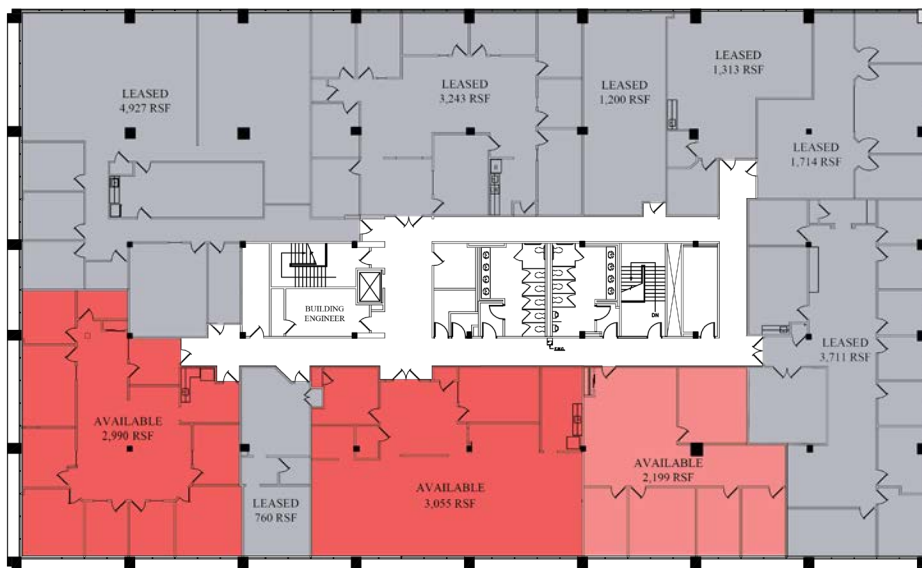 LEASED
4,927 RSF
LEASED
3,243 RSF
LEASED
1,200 RSF
LEASED
1,313 RSF
LEASED
1,714 RSF
BUILDING
ENGINEER
DN
LEASED
3,711 RSF
AVAILABLE
2,990 RSF
LEASED
760 RSF
AVAILABLE
3,055 RSF
AVAILABLE
2,199 RSF